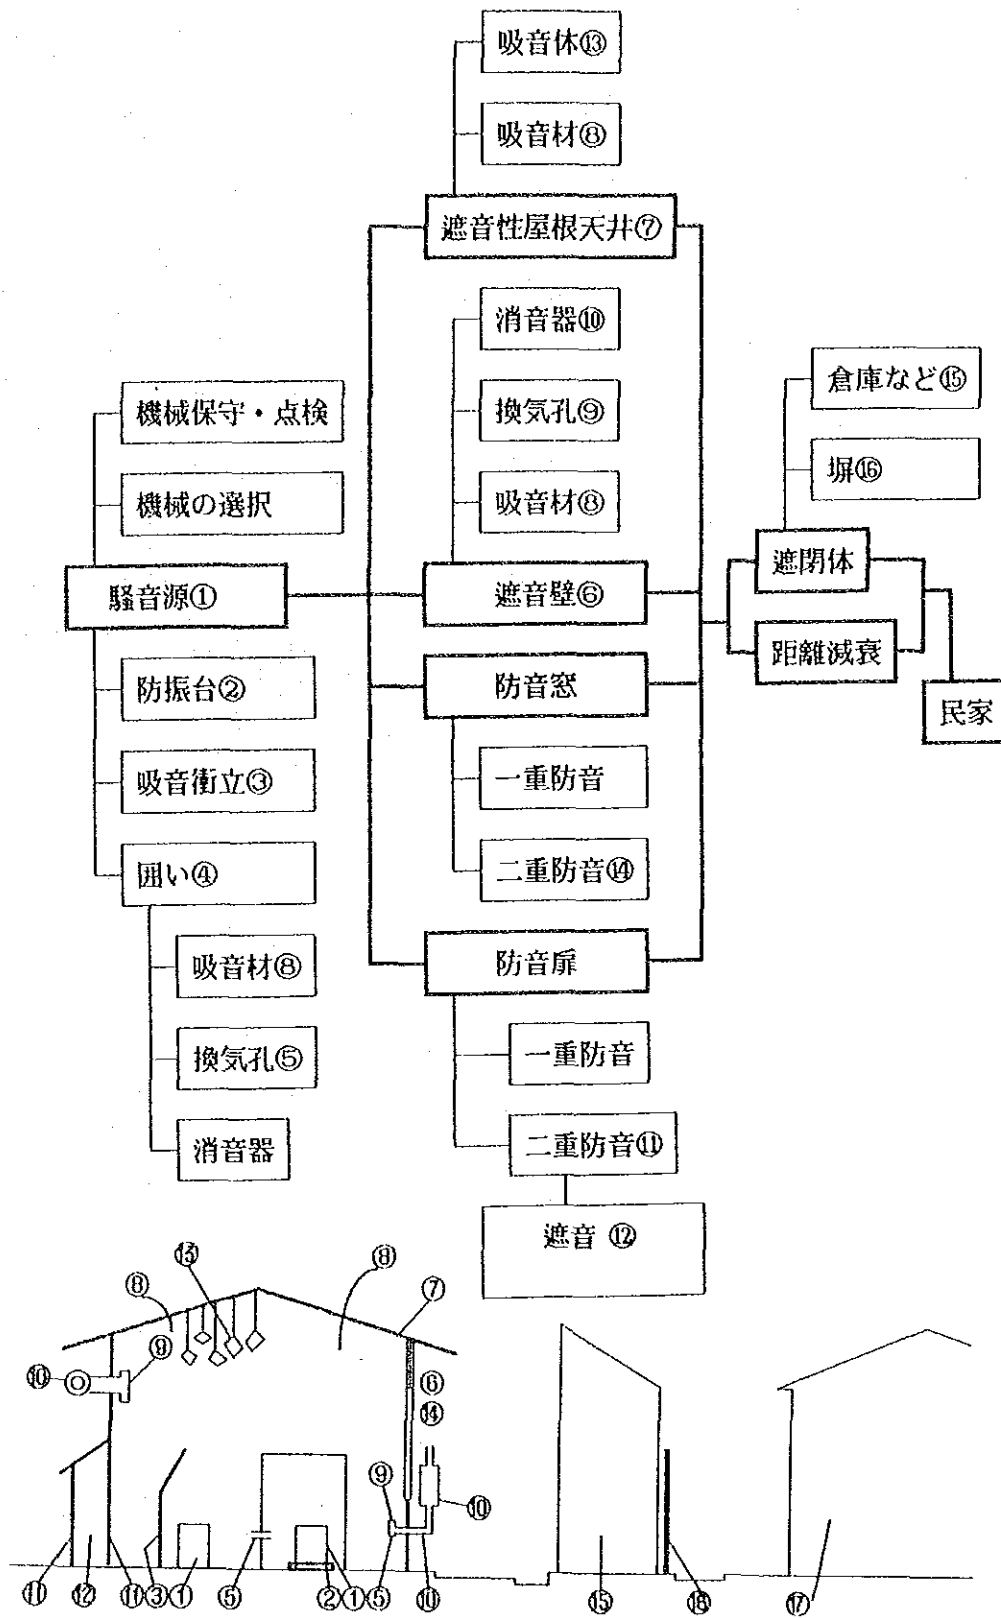 吸音休⑬
吸音材⑧
遮音性屋根天井⑦
消音器⑩
換気孔⑨
吸音材⑧
遮音壁⑥
防音窓
一重防音
二重防音⑭
防音扉
一重防音
二重防音⑪
遮音 ⑫
機械保守・点検
機械の選択
騒音源①
防振台②
吸音衝立③
囲い④
吸音材⑧
換気孔⑤
消音器
倉庫など⑮
塀⑯
遮閉体
距離減衰
民家
⑬ ⑧
⑧ ⑦
⑩ ⑨
⑥
⑭
⑨ ⑩
⑪ ⑫ ⑪ ③ ① ⑤ ② ① ⑤ ⑩ ⑮ ⑱ ⑰